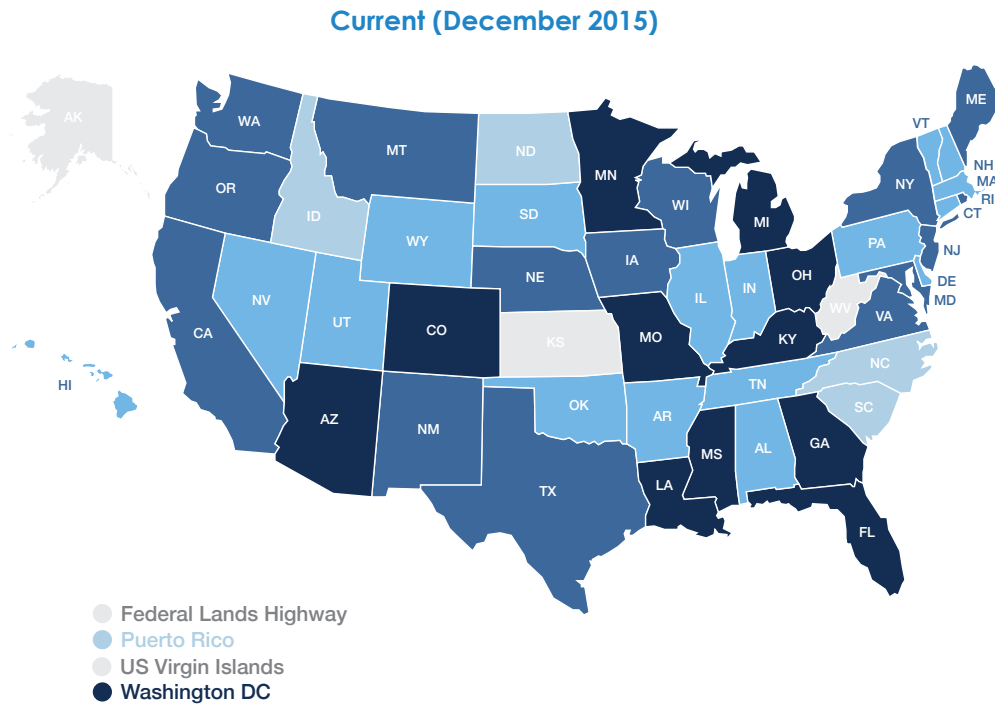 Current (December 2015)
AK
WA
MT
ND
MN
ME
VT
NH
MA
RI
CT
NY
OR
ID
SD
WI
MI
WY
PA
NJ
IA
NE
OH
DE
MD
IL
IN
NV
UT
CO
WV
VA
CA
KS
MO
KY
HI
NC
TN
OK
AR
SC
AZ
NM
GA
AL
MS
LA
TX
FL
Federal Lands Highway
Puerto Rico
US Virgin Islands
Washington DC